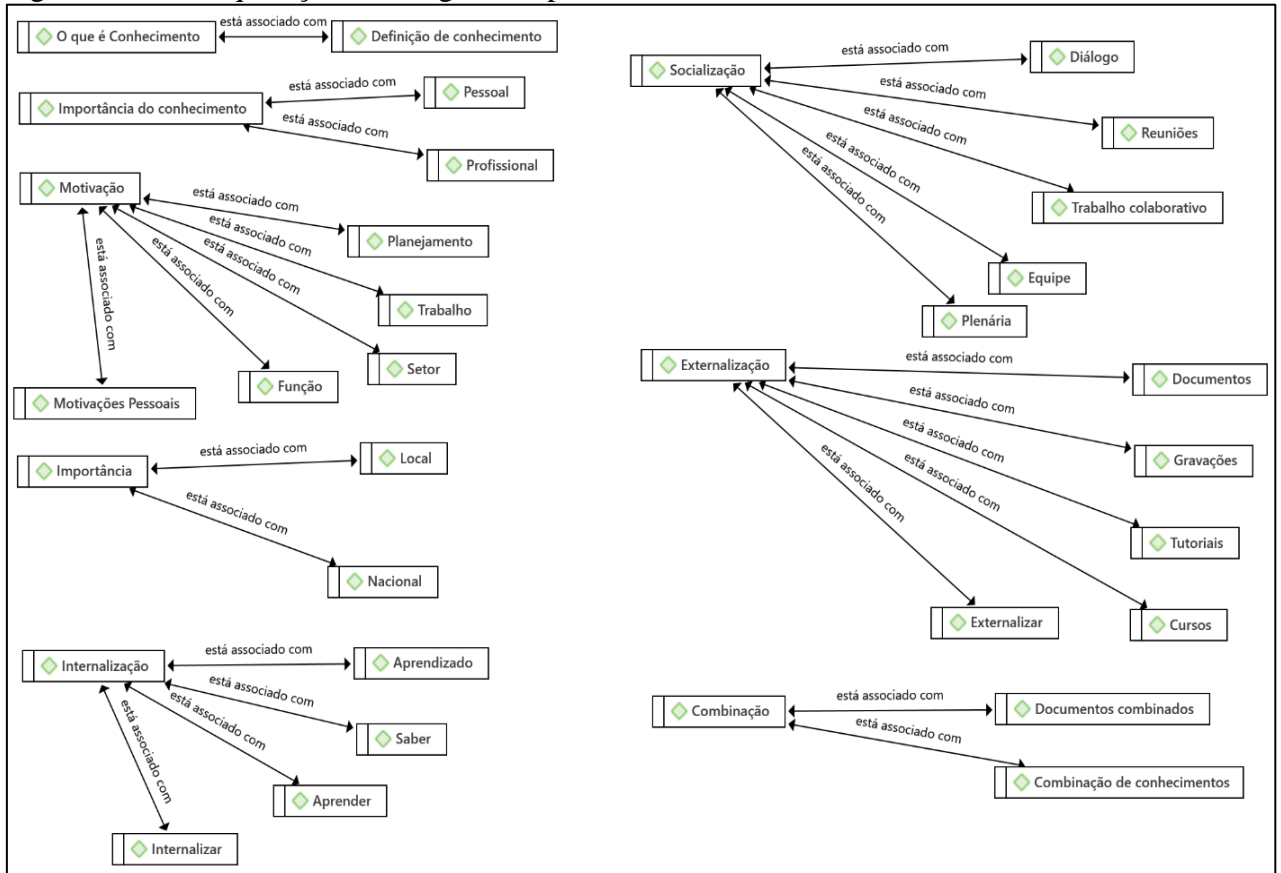 O que é Conhecimento
está associado com
Definição de conhecimento
Importância do conhecimento
está associado com
Pessoal
está associado com
Profissional
Motivação
está associado com
Planejamento
está associado com
Trabalho
está associado com
Setor
está associado com
Função
está associado com
Motivações Pessoais
Importância
está associado com
Local
está associado com
Nacional
Internalização
está associado com
Aprendizado
está associado com
Saber
está associado com
Aprender
está associado com
Internalizar
Socialização
está associado com
Diálogo
está associado com
Reuniões
está associado com
Trabalho colaborativo
está associado com
Equipe
está associado com
Plenária
Externalização
está associado com
Documentos
está associado com
Gravações
está associado com
Tutoriais
está associado com
Cursos
está associado com
Externalizar
Combinação
está associado com
Documentos combinados
está associado com
Combinação de conhecimentos